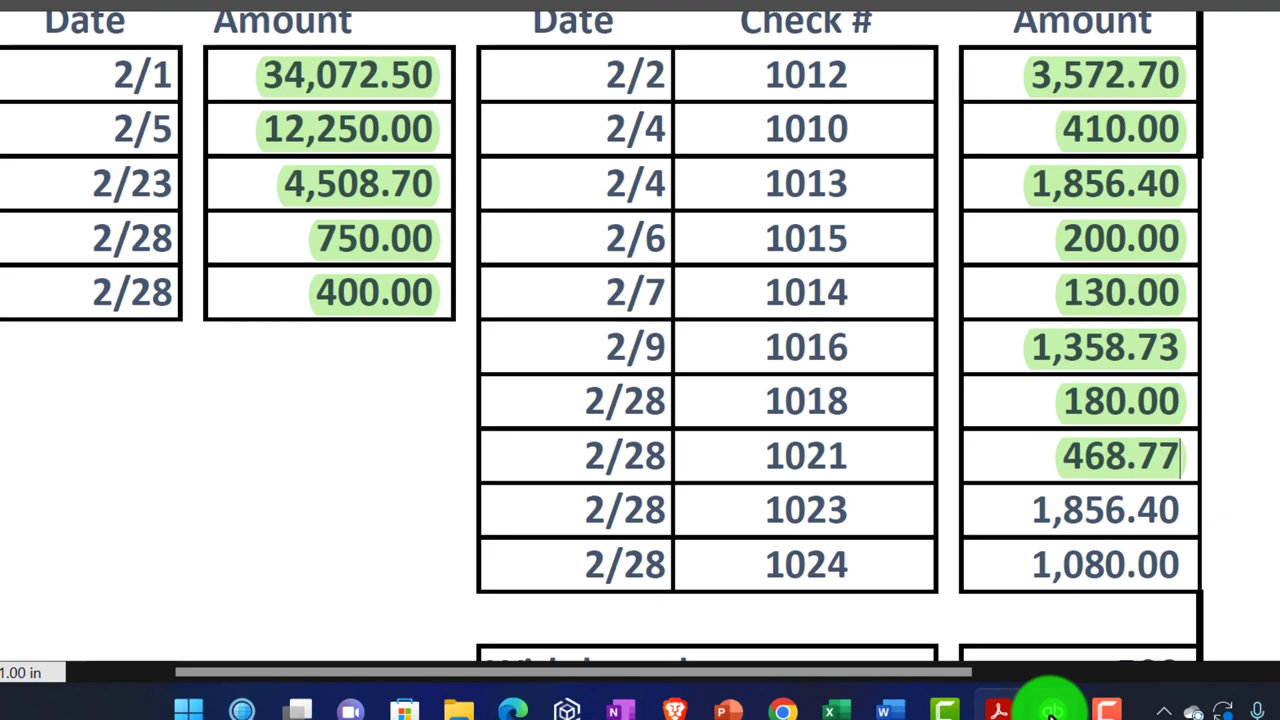 Date Amount Date Check # Amount
2/1 34,072.50 2/2 1012 3,572.70
2/5 12,250.00 2/4 1010 410.00
2/23 4,508.70 2/4 1013 1,856.40
2/28 750.00 2/6 1015 200.00
2/28 400.00 2/7 1014 130.00
2/9 1016 1,358.73
2/28 1018 180.00
2/28 1021 468.77
2/28 1023 1,856.40
2/28 1024 1,080.00
1.00 in